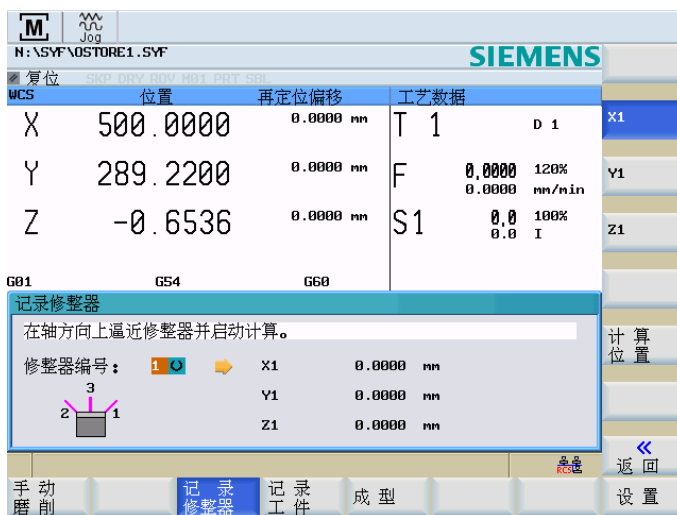 M
Jog
N:\SYF\OSTORE1.SYF
SIEMENS
复位 SKP DRY ROV M01 PRT SBL
WCS 位置 再定位偏移 工艺数据
X 500.0000 0.0000 mm T 1 D 1
X1
Y 289.2200 0.0000 mm F 0.0000 120%
0.0000 mm/min
Y1
Z -0.6536 0.0000 mm S1 0.0 100%
0.0 I
Z1
G01 G54 G60
记录修整器
在轴方向上逼近修整器并启动计算。
计算
位置
修整器编号: 1 X1 0.0000 mm
3
Y1 0.0000 mm
2 1
Z1 0.0000 mm
RCS
« 
返回
手动
磨削
记录
修整器
记录
工件
成型
设置